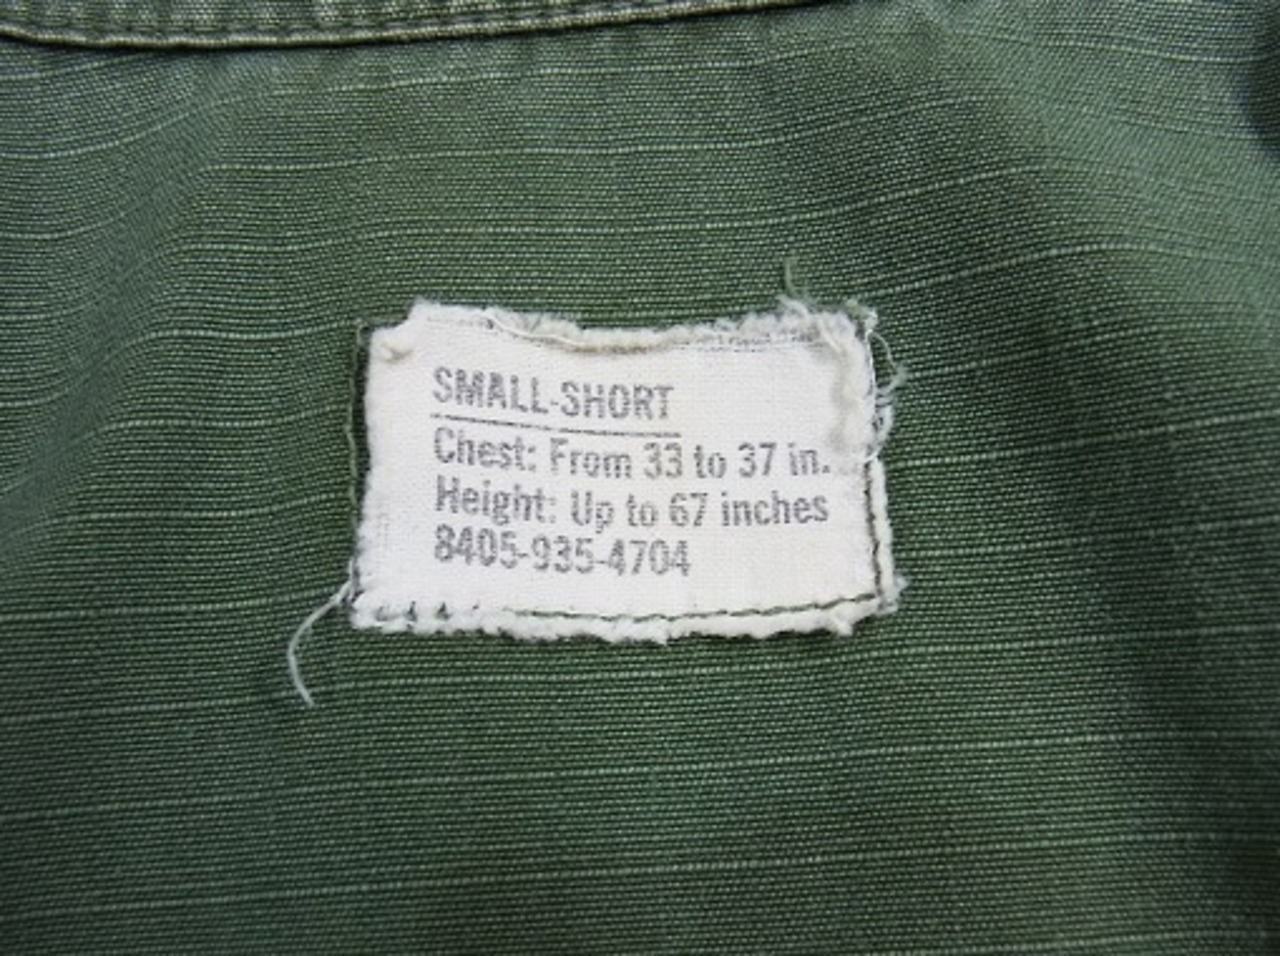 SMALL-SHORT
Chest: From 33 to 37 in.
Height: Up to 67 inches
8405-935-4704